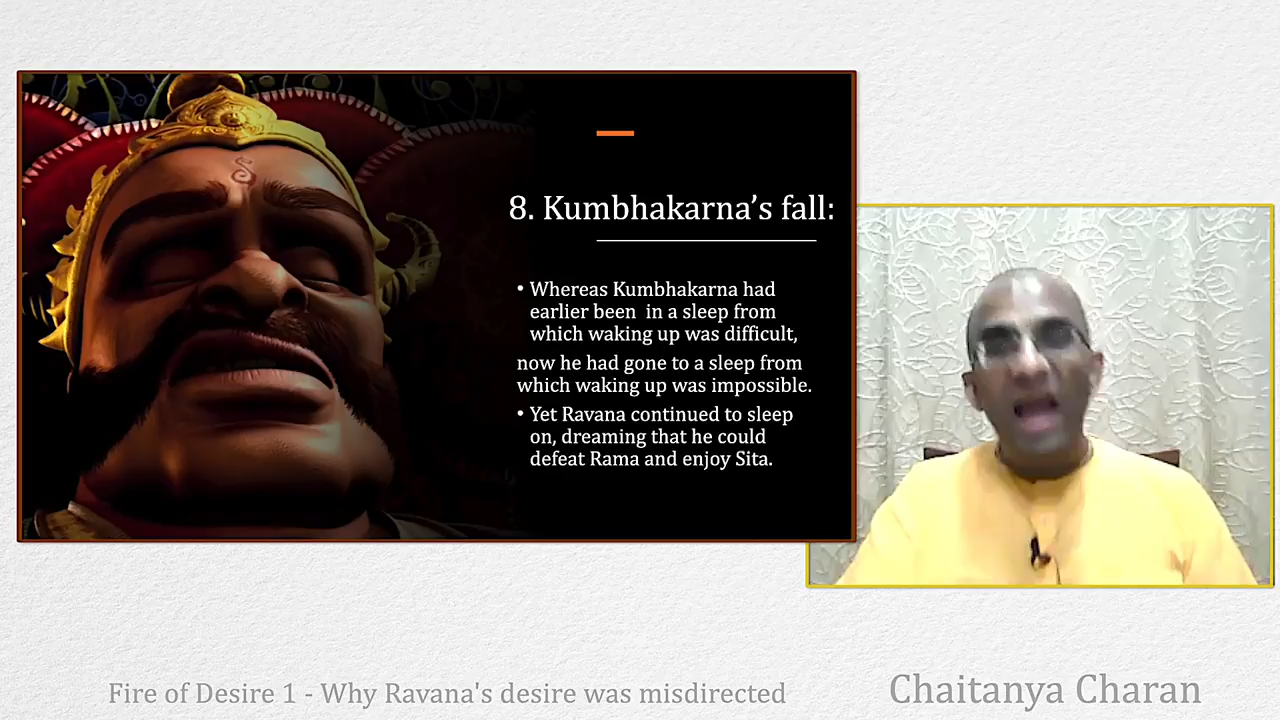 8. Kumbhakarna’s fall:
• Whereas Kumbhakarna had
earlier been in a sleep from
which waking up was difficult,
now he had gone to a sleep from
which waking up was impossible.
• Yet Ravana continued to sleep
on, dreaming that he could
defeat Rama and enjoy Sita.
Fire of Desire 1 - Why Ravana's desire was misdirected
Chaitanya Charan